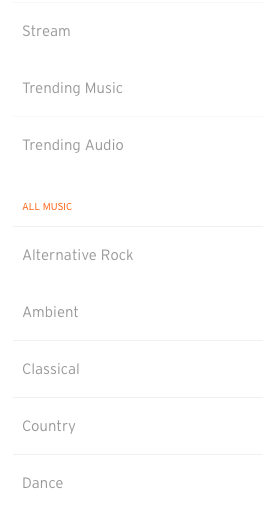 Stream
Trending Music
Trending Audio
ALL MUSIC
Alternative Rock
Ambient
Classical
Country
Dance